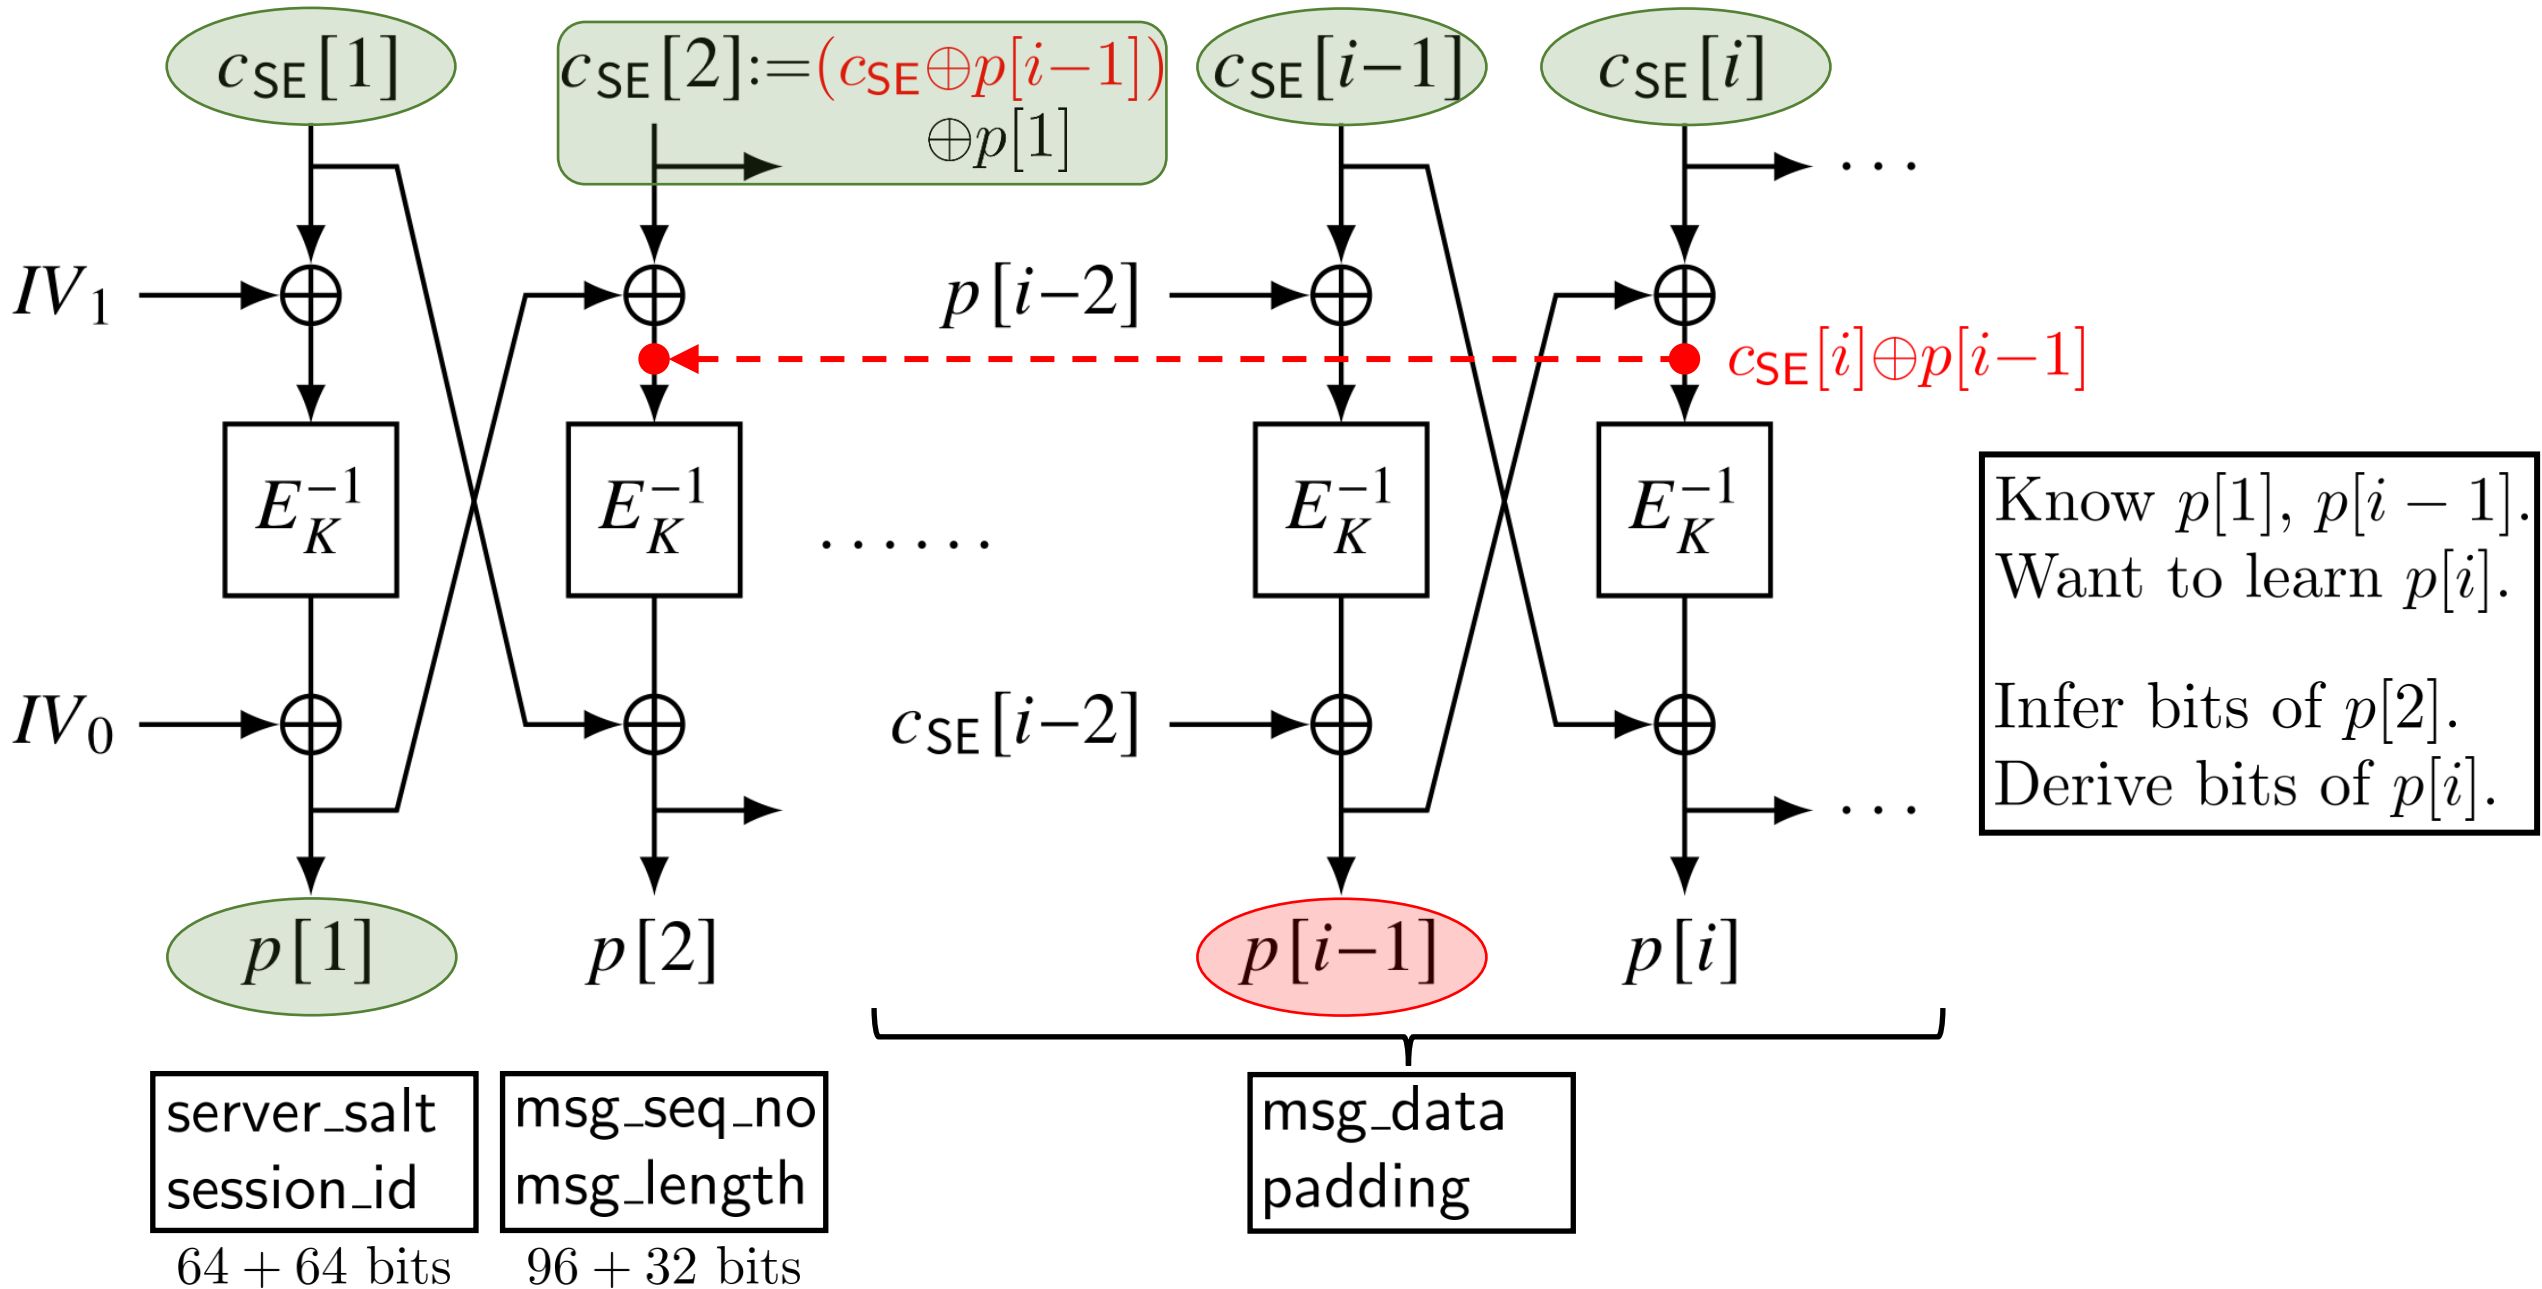 c_SE[1]
c_SE[2]:=(c_SE⊕p[i−1])
⊕p[1]
c_SE[i−1]
c_SE[i]
· · ·
IV_1
p[i−2]
c_SE[i]⊕p[i−1]
E_K^{−1}
E_K^{−1}
· · · · · ·
E_K^{−1}
E_K^{−1}
Know p[1], p[i − 1].
Want to learn p[i].
Infer bits of p[2].
Derive bits of p[i].
IV_0
c_SE[i−2]
· · ·
p[1]
p[2]
p[i−1]
p[i]
server_salt
session_id
64 + 64 bits
msg_seq_no
msg_length
96 + 32 bits
msg_data
padding